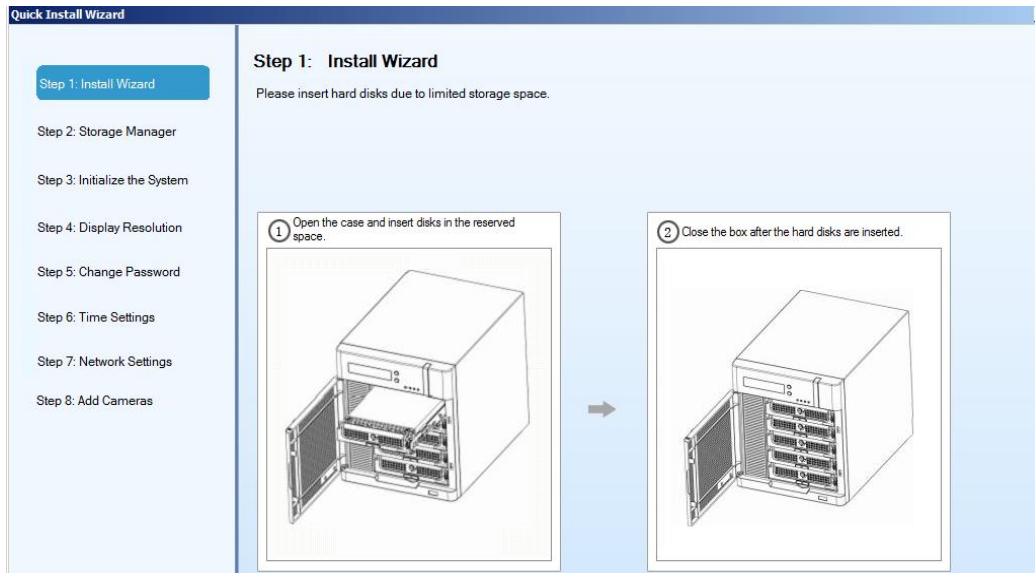 Quick Install Wizard
Step 1: Install Wizard
Step 2: Storage Manager
Step 3: Initialize the System
Step 4: Display Resolution
Step 5: Change Password
Step 6: Time Settings
Step 7: Network Settings
Step 8: Add Cameras
Step 1: Install Wizard
Please insert hard disks due to limited storage space.
1 Open the case and insert disks in the reserved
space.
2 Close the box after the hard disks are inserted.